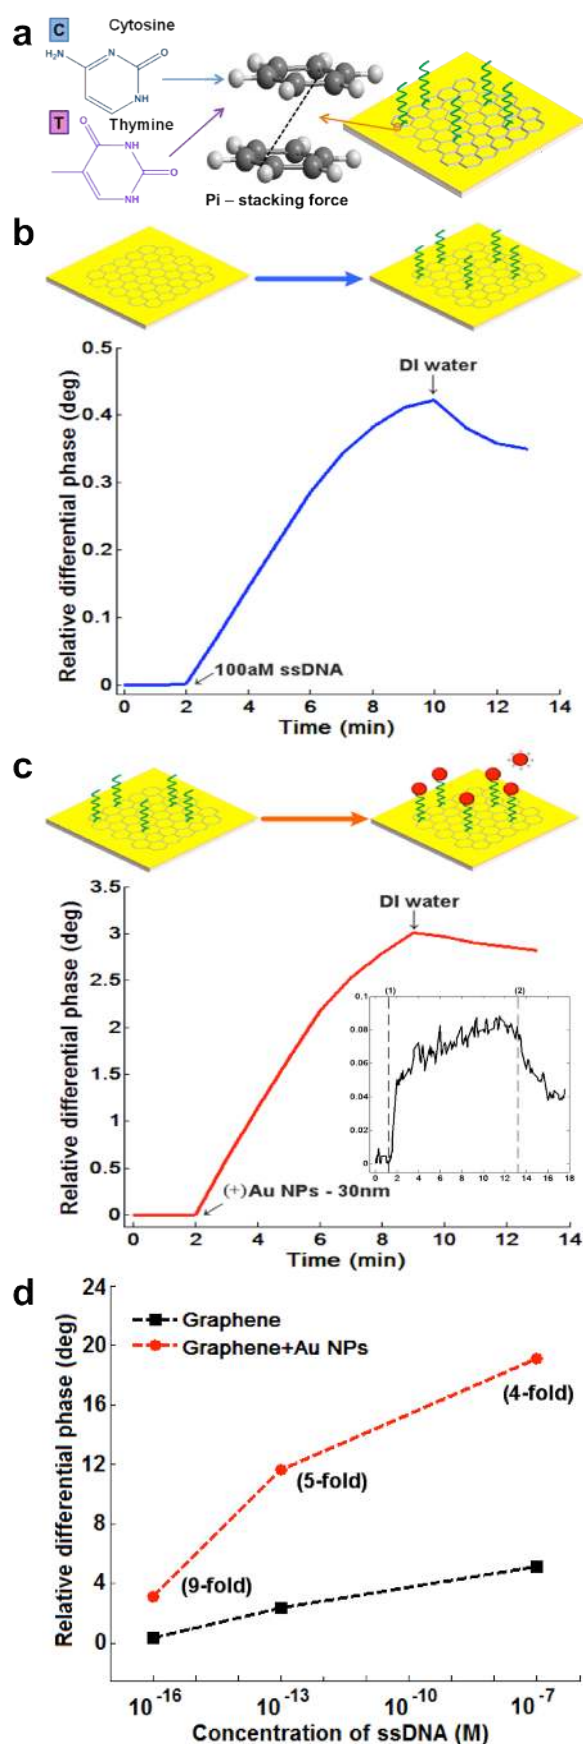 a
C Cytosine
H₂N N O
NH
T Thymine
O
NH
O
NH
Pi – stacking force
b
Relative differential phase (deg)
0.5
0.4
0.3
0.2
0.1
0
DI water
100aM ssDNA
0 2 4 6 8 10 12 14
Time (min)
c
Relative differential phase (deg)
3.5
3
2.5
2
1.5
1
0.5
0
DI water
(1) (2)
0.1
0.08
0.06
0.04
0.02
0
0 2 4 6 8 10 12 14 16 18
(+)Au NPs - 30nm
0 2 4 6 8 10 12 14
Time (min)
d
Relative differential phase (deg)
24
20
16
12
8
4
0
Graphene
Graphene+Au NPs
(9-fold)
(5-fold)
(4-fold)
10⁻¹⁶ 10⁻¹³ 10⁻¹⁰ 10⁻⁷
Concentration of ssDNA (M)